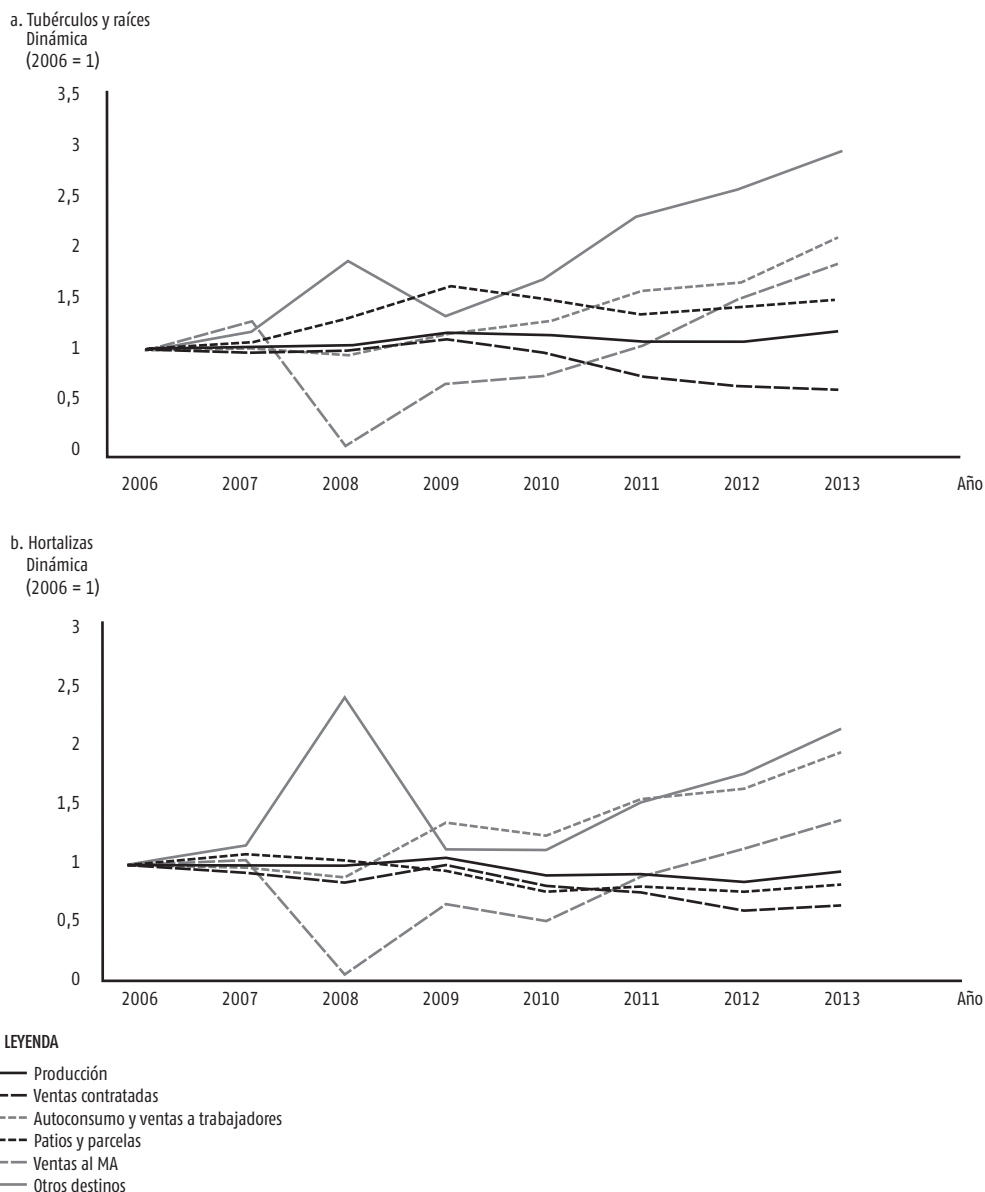 a. Tubérculos y raíces
Dinámica
(2006 = 1)
3,5
3
2,5
2
1,5
1
0,5
0
2006 2007 2008 2009 2010 2011 2012 2013 Año
b. Hortalizas
Dinámica
(2006 = 1)
3
2,5
2
1,5
1
0,5
0
2006 2007 2008 2009 2010 2011 2012 2013 Año
LEYENDA
Producción
Ventas contratadas
Autoconsumo y ventas a trabajadores
Patios y parcelas
Ventas al MA
Otros destinos